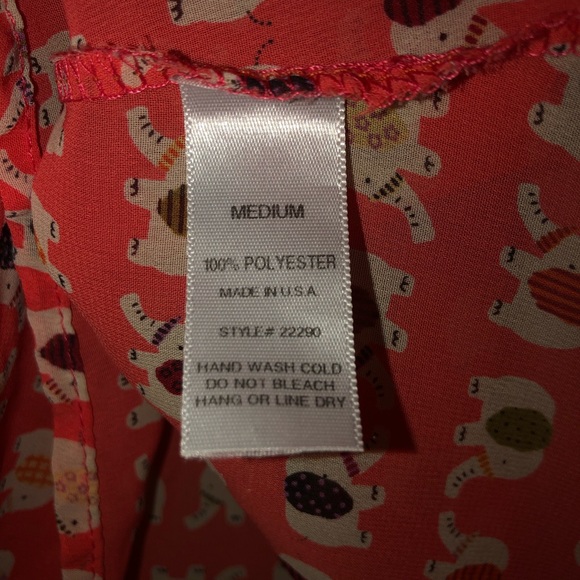 MEDIUM
100% POLYESTER
MADE IN U.S.A.
STYLE# 22290
HAND WASH COLD
DO NOT BLEACH
HANG OR LINE DRY